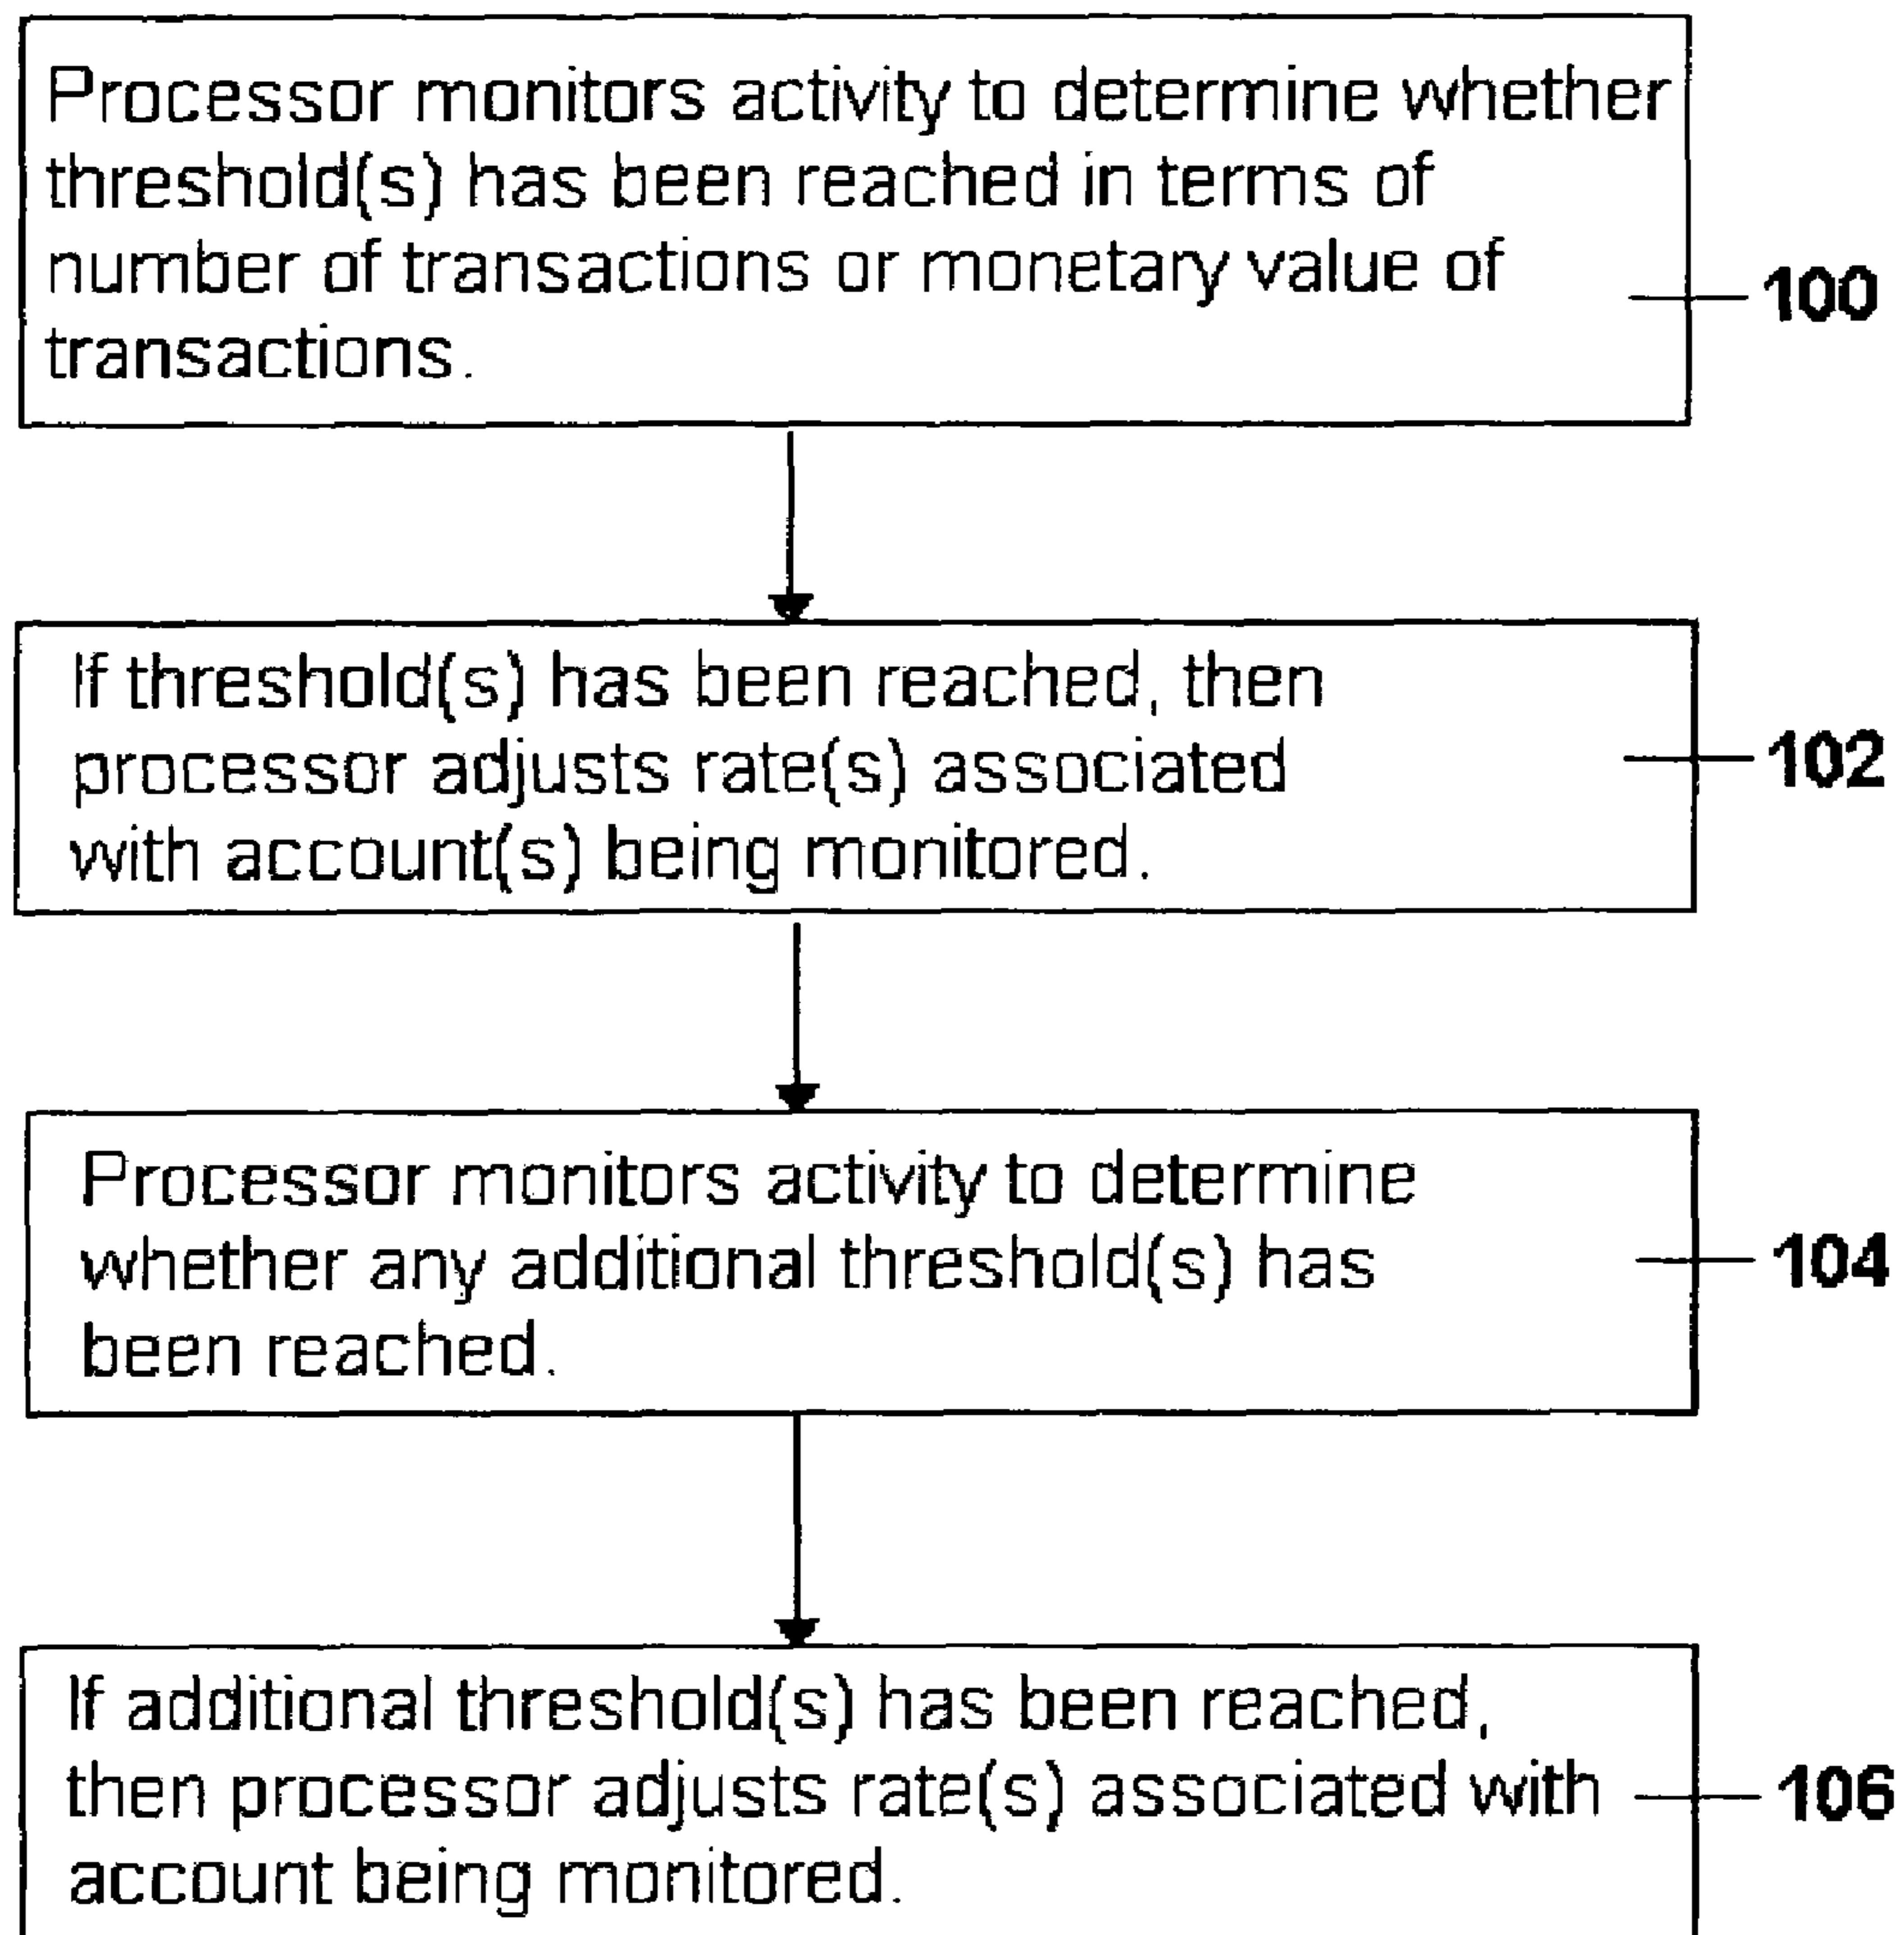 Processor monitors activity to determine whether
threshold(s) has been reached in terms of
number of transactions or monetary value of
transactions.
100
If threshold(s) has been reached, then
processor adjusts rate(s) associated
with account(s) being monitored.
102
Processor monitors activity to determine
whether any additional threshold(s) has
been reached.
104
If additional threshold(s) has been reached,
then processor adjusts rate(s) associated with
account being monitored.
106